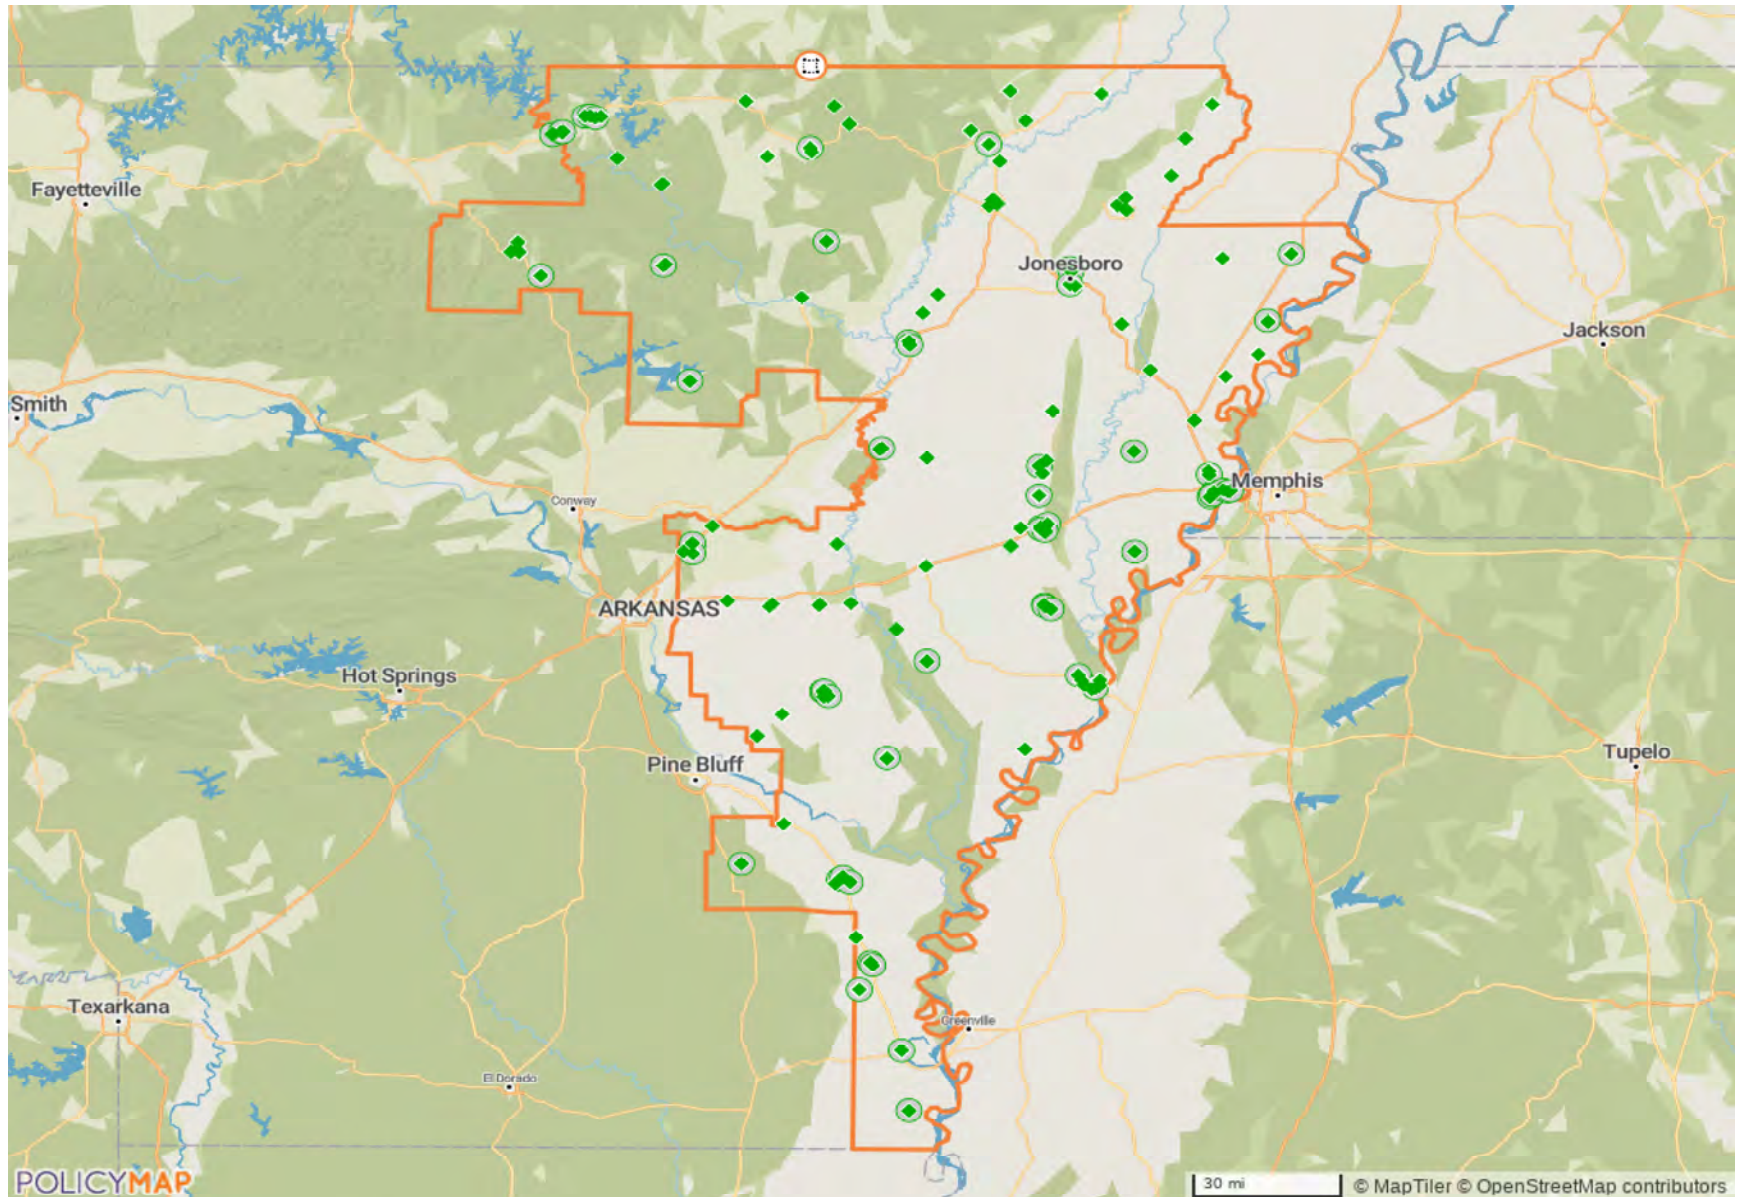 Fayetteville
Jonesboro
Jackson
Smith
Memphis
Conway
ARKANSAS
Hot Springs
Pine Bluff
Tupelo
Texarkana
Greenville
El Dorado
POLICYMAP
30 mi
© MapTiler © OpenStreetMap contributors